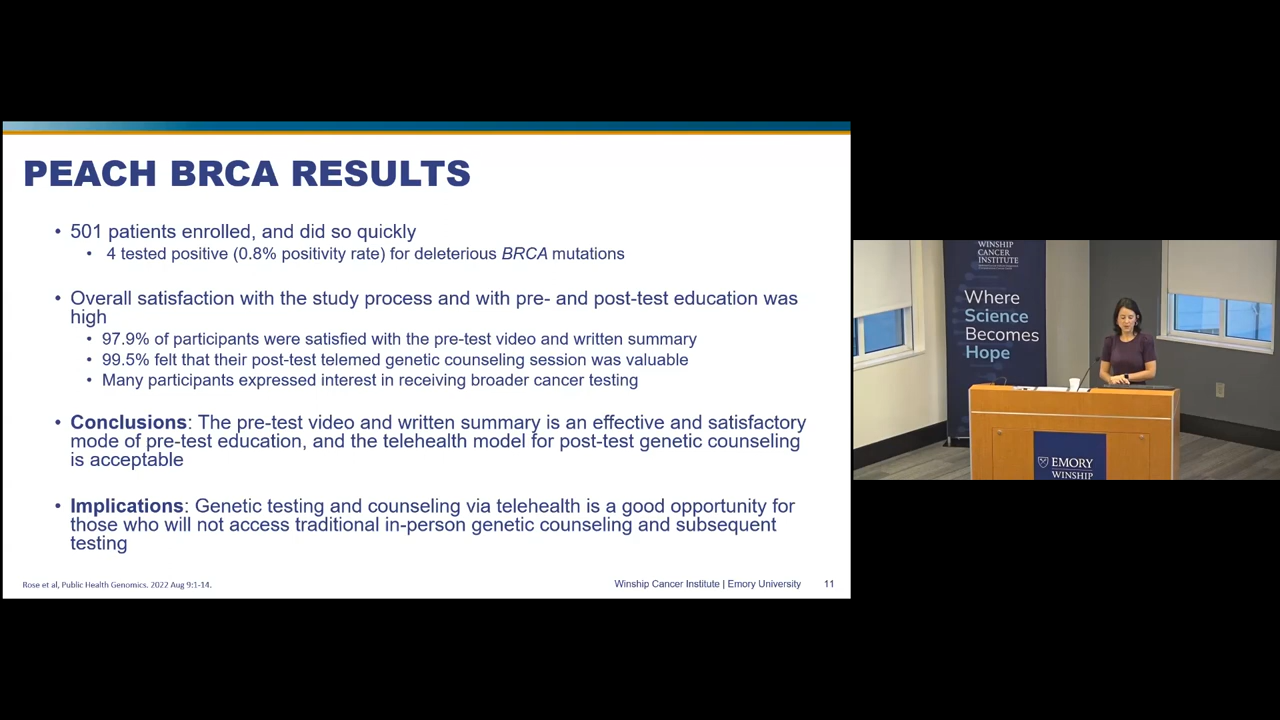 PEACH BRCA RESULTS
• 501 patients enrolled, and did so quickly
• 4 tested positive (0.8% positivity rate) for deleterious BRCA mutations
• Overall satisfaction with the study process and with pre- and post-test education was
high
• 97.9% of participants were satisfied with the pre-test video and written summary
• 99.5% felt that their post-test telemed genetic counseling session was valuable
• Many participants expressed interest in receiving broader cancer testing
• Conclusions: The pre-test video and written summary is an effective and satisfactory
mode of pre-test education, and the telehealth model for post-test genetic counseling
is acceptable
• Implications: Genetic testing and counseling via telehealth is a good opportunity for
those who will not access traditional in-person genetic counseling and subsequent
testing
Rose et al, Public Health Genomics. 2022 Aug 9:1-14.
Winship Cancer Institute | Emory University 11
WINSHIP
CANCER
INSTITUTE
Where
Science
Becomes
Hope
EMORY
WINSHIP